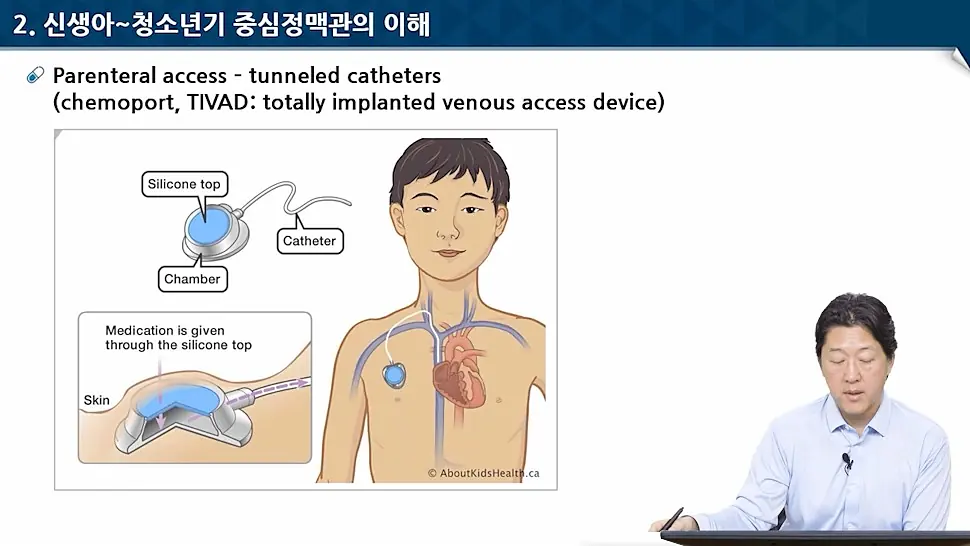 2. 신생아~청소년기 중심정맥관의 이해
Parenteral access - tunneled catheters
(chemoport, TIVAD: totally implanted venous access device)
Silicone top
Catheter
Chamber
Medication is given
through the silicone top
Skin
© AboutKidsHealth.ca